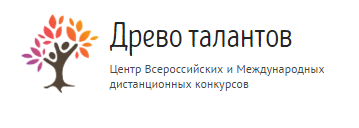 Древо талантов
Центр Всероссийских и Международных
дистанционных конкурсов